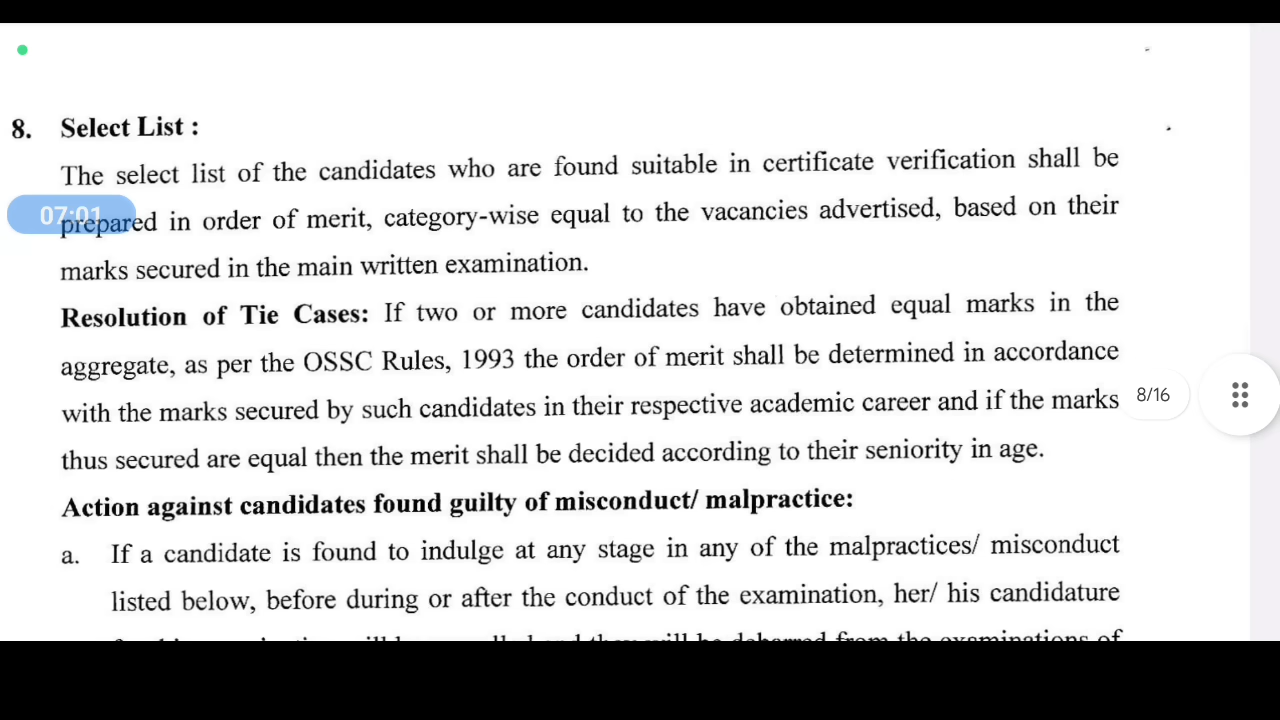 8. Select List :
The select list of the candidates who are found suitable in certificate verification shall be
07:01
prepared in order of merit, category-wise equal to the vacancies advertised, based on their
marks secured in the main written examination.
Resolution of Tie Cases: If two or more candidates have obtained equal marks in the
aggregate, as per the OSSC Rules, 1993 the order of merit shall be determined in accordance
with the marks secured by such candidates in their respective academic career and if the marks
8/16
thus secured are equal then the merit shall be decided according to their seniority in age.
Action against candidates found guilty of misconduct/ malpractice:
a. If a candidate is found to indulge at any stage in any of the malpractices/ misconduct
listed below, before during or after the conduct of the examination, her/ his candidature
will be debarred from the examinations of